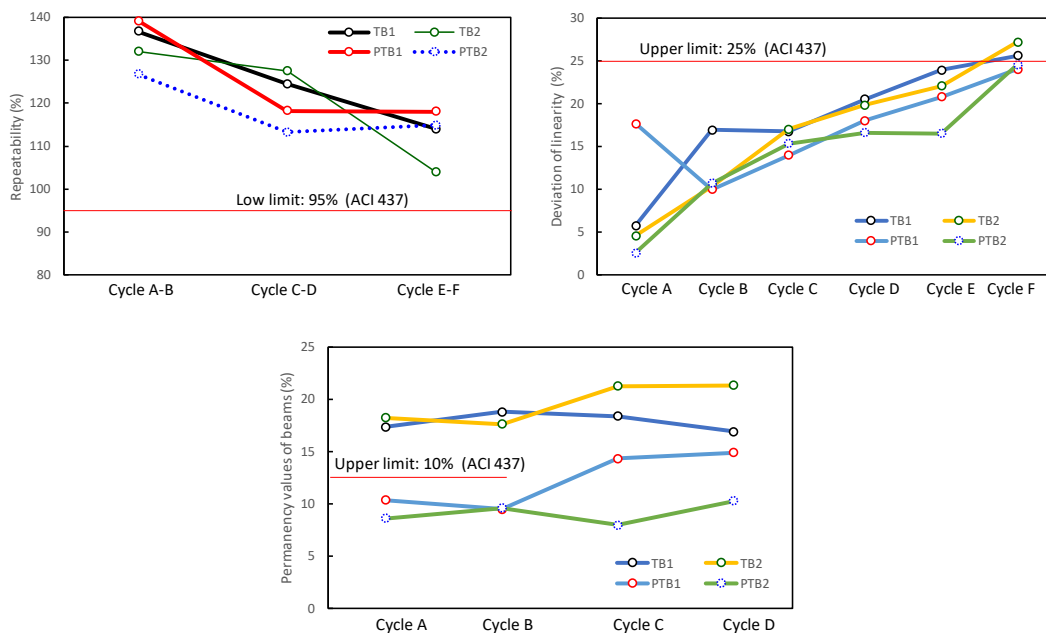 140
130
120
110
100
90
80
Repeatability (%)
TB1
TB2
PTB1
PTB2
Low limit: 95% (ACI 437)
Cycle A-B
Cycle C-D
Cycle E-F
30
25
20
15
10
5
0
Deviation of linearity (%)
Upper limit: 25% (ACI 437)
TB1
TB2
PTB1
PTB2
Cycle A
Cycle B
Cycle C
Cycle D
Cycle E
Cycle F
25
20
15
10
5
0
Permanency values of beams (%)
Upper limit: 10% (ACI 437)
TB1
TB2
PTB1
PTB2
Cycle A
Cycle B
Cycle C
Cycle D